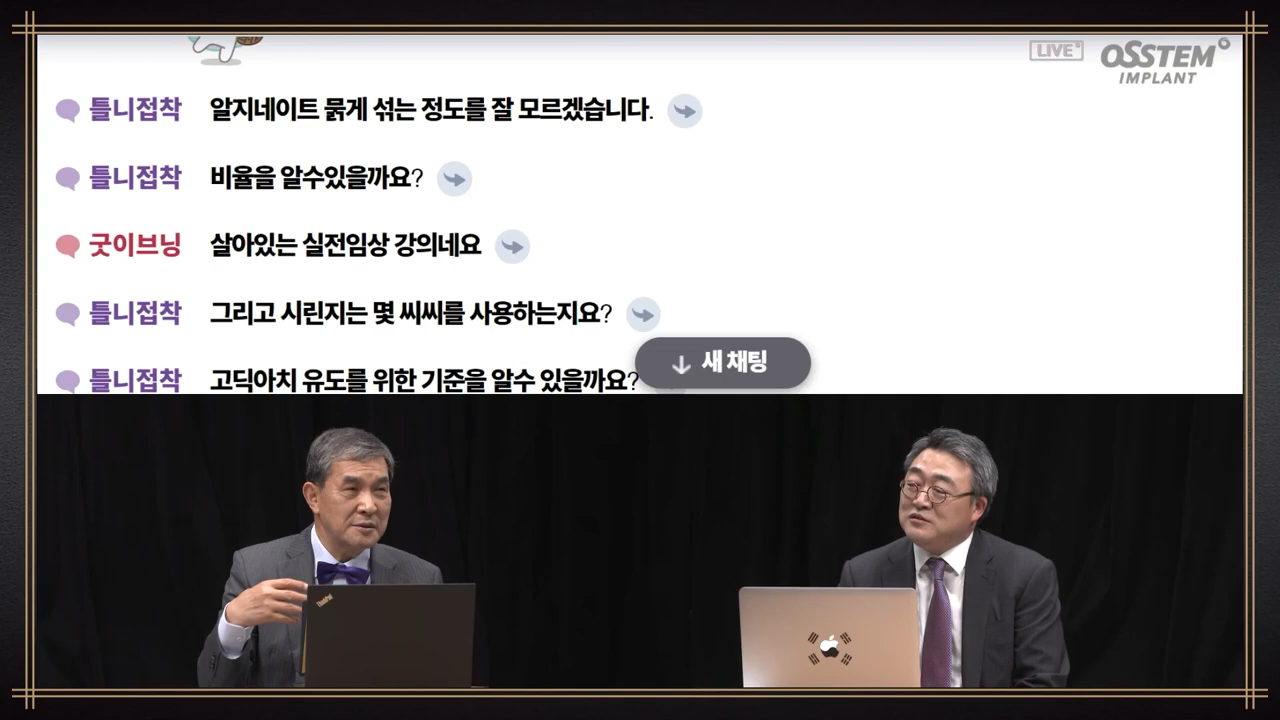 LIVE
OSSTEM
IMPLANT
틀니접착 알지네이트 묽게 섞는 정도를 잘 모르겠습니다.
틀니접착 비율을 알수있을까요?
굿이브닝 살아있는 실전임상 강의네요
틀니접착 그리고 시린지는 몇 씨씨를 사용하는지요?
틀니접착 고딕아치 유도를 위한 기준을 알수 있을까요?
↓ 새 채팅
ThinkPad